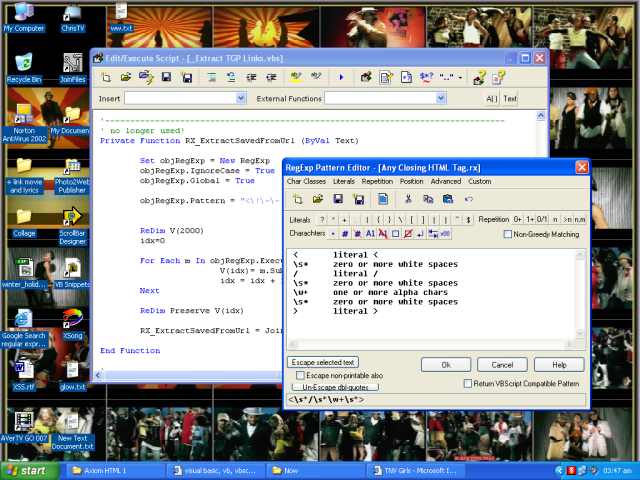 My Computer
ChrisTV
ww.txt
Recycle Bin
JoinFiles
Norton AntiVirus 2002
My Document
+ link movie and lyrics
Photo2Web Publisher
Collage
ScrollBar Designer
winter_holid...
VB Snippets
Google Search regular expr...
XSong
XSS.rtf
glow.txt
AVerTV GO 007
New Text Document.txt
Edit/Execute Script - [_Extract TGP Links.vbs]
Insert
External Functions
A[]
Text
'--------------------------------------------------------------------------------
' no longer used!
Private Function RX_ExtractSavedFromUrl (ByVal Text)
Set objRegExp = New RegExp
objRegExp.IgnoreCase = True
objRegExp.Global = True
objRegExp.Pattern = "<\!\-\-
ReDim V(2000)
idx=0
For Each m In objRegExp.Execu
V(idx)= m.Su
idx = idx +
Next
ReDim Preserve V(idx)
RX_ExtractSavedFromUrl = Join
End Function
RegExp Pattern Editor - [Any Closing HTML Tag.rx]
Char Classes Literals Repetition Position Advanced Custom
Literals ? * + . | { } \ [ ] | ( ) " ^ $ Repetition 0+ 1+ 0/1 n >n n,m
Charachters
Non-Greedy Matching
< literal <
\s* zero or more white spaces
/ literal /
\s* zero or more white spaces
\w+ one or more alpha chars
\s* zero or more white spaces
> literal >
Escape selected text
Ok
Cancel
Help
Escape non-printable also
Un-Escape dbl-quotes
Return VBScript Compatible Pattern
<\s*/\s*\w+\s*>
start
Axiom HTML 1
visual basic, vb, vbsc...
Now
TNY Girls - Microsoft I...
03:47 am